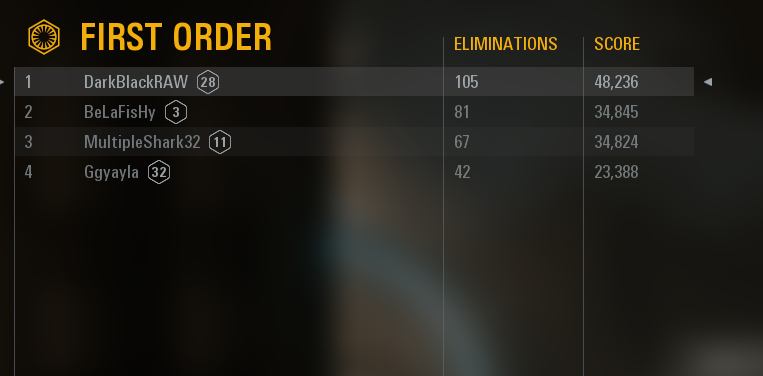 FIRST ORDER ELIMINATIONS SCORE
1 DarkBlackRAW 28 105 48,236
2 BeLaFisHy 3 81 34,845
3 MultipleShark32 11 67 34,824
4 Ggyayla 32 42 23,388